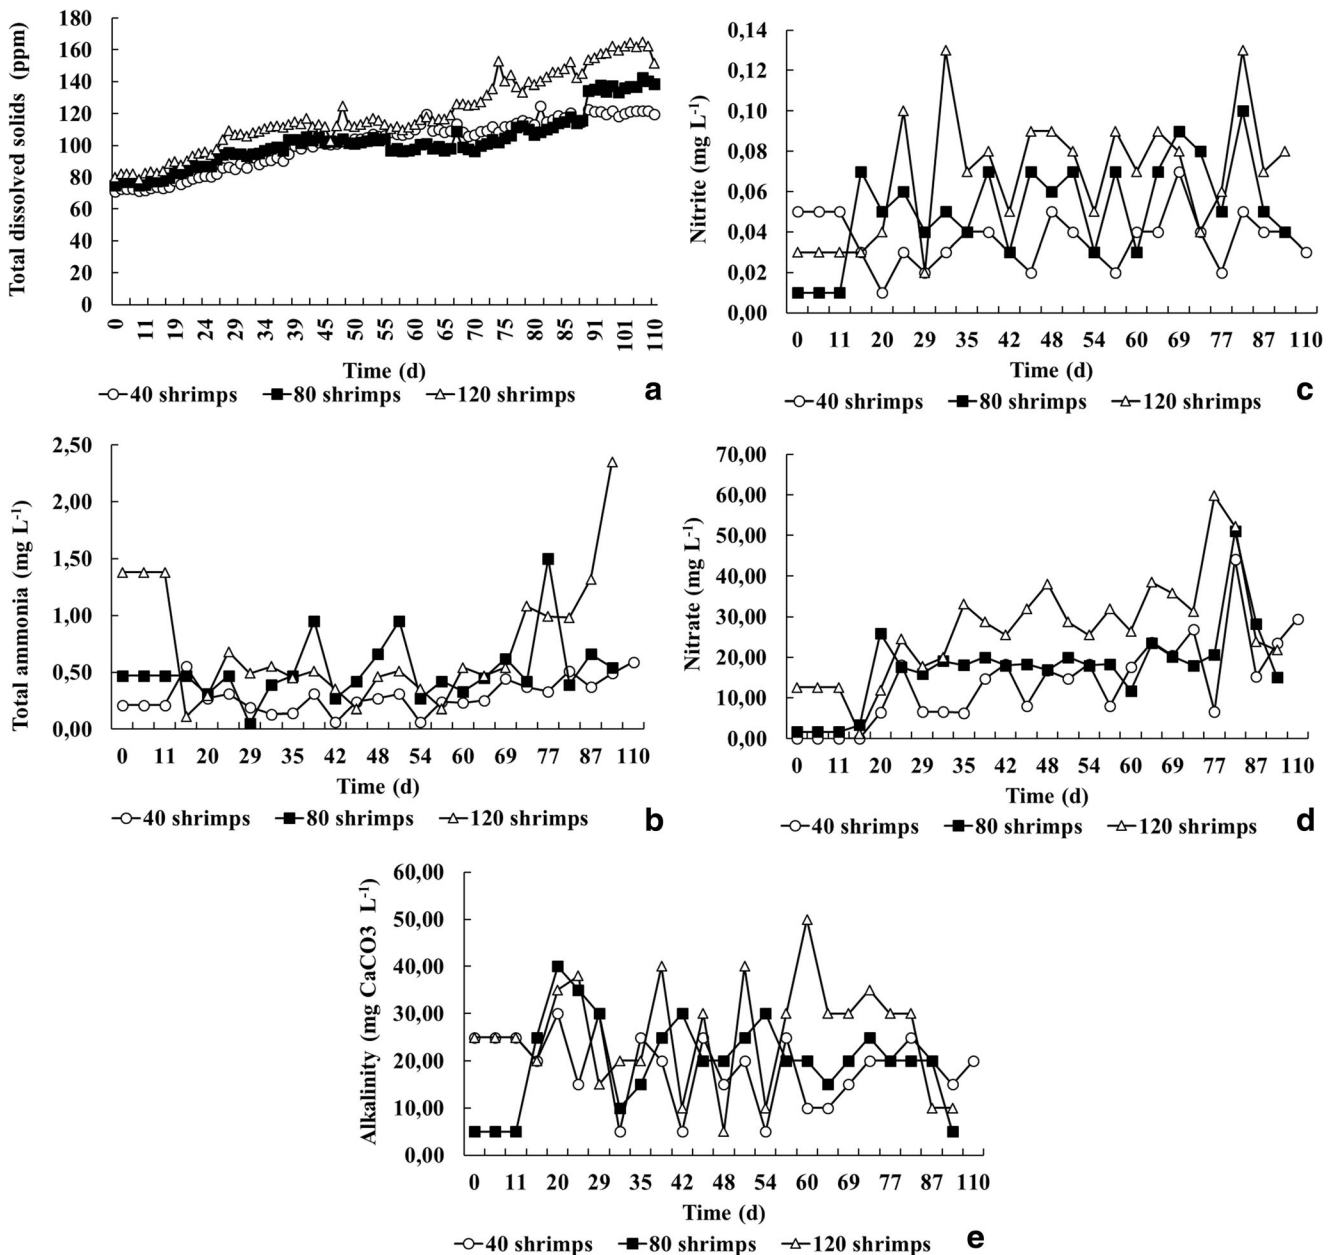 Total dissolved solids (ppm)
180
160
140
120
100
80
60
40
20
0
0 11 19 24 29 34 39 45 50 55 62 70 75 80 85 91 101 110
Time (d)
40 shrimps 80 shrimps 120 shrimps a
Nitrite (mg L-1)
0,14
0,12
0,10
0,08
0,06
0,04
0,02
0,00
0 11 20 29 35 42 48 54 60 69 77 87 110
Time (d)
40 shrimps 80 shrimps 120 shrimps c
Total ammonia (mg L-1)
2,50
2,00
1,50
1,00
0,50
0,00
0 11 20 29 35 42 48 54 60 69 77 87 110
Time (d)
40 shrimps 80 shrimps 120 shrimps b
Nitrate (mg L-1)
70,00
60,00
50,00
40,00
30,00
20,00
10,00
0,00
0 11 20 29 35 42 48 54 60 69 77 87 110
Time (d)
40 shrimps 80 shrimps 120 shrimps d
Alkalinity (mg CaCO3 L-1)
60,00
50,00
40,00
30,00
20,00
10,00
0,00
0 11 20 29 35 42 48 54 60 69 77 87 110
Time (d)
40 shrimps 80 shrimps 120 shrimps e